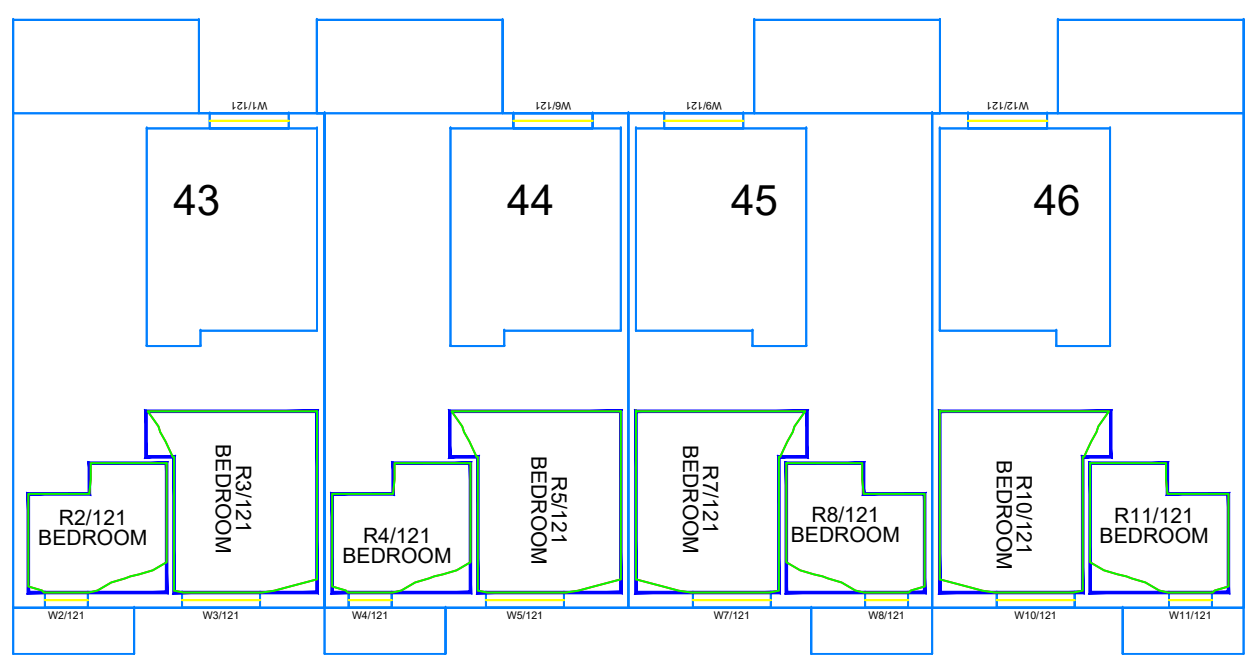 W1/121
W6/121
W9/121
W12/121
43
44
45
46
R2/121
BEDROOM
R3/121
BEDROOM
R4/121
BEDROOM
R5/121
BEDROOM
R7/121
BEDROOM
R8/121
BEDROOM
R10/121
BEDROOM
R11/121
BEDROOM
W2/121
W3/121
W4/121
W5/121
W7/121
W8/121
W10/121
W11/121